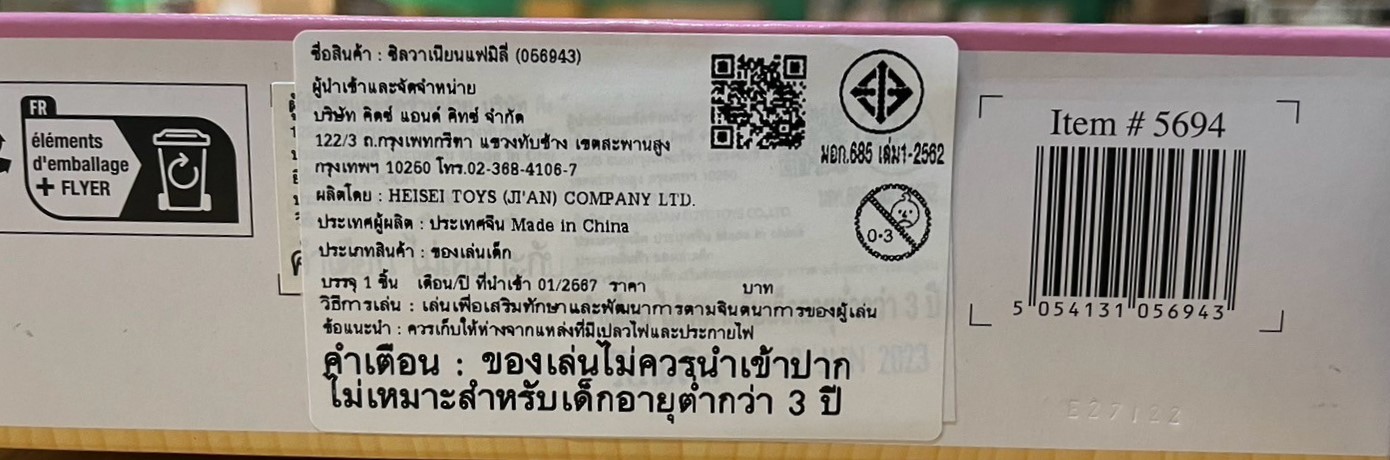 FR
éléments
d'emballage
+ FLYER
ชื่อสินค้า : ซิลวาเนียนแฟมิลี่ (056943)
ผู้นำเข้าและจัดจำหน่าย
บริษัท คิดซ์ แอนด์ คิทซ์ จำกัด
122/3 ถ.กรุงเทพกรีฑา แขวงทับช้าง เขตสะพานสูง
กรุงเทพฯ 10250 โทร.02-368-4106-7
ผลิตโดย : HEISEI TOYS (JI'AN) COMPANY LTD.
ประเทศผู้ผลิต : ประเทศจีน Made in China
ประเภทสินค้า : ของเล่นเด็ก
บรรจุ 1 ชิ้น เดือน/ปี ที่นำเข้า 01/2567 ราคา บาท
วิธีการเล่น : เล่นเพื่อเสริมทักษาและพัฒนาการตามจินตนาการของผู้เล่น
ข้อแนะนำ : ควรเก็บให้ห่างจากแหล่งที่มีเปลวไฟและประกายไฟ
คำเตือน : ของเล่นไม่ควรนำเข้าปาก
ไม่เหมาะสำหรับเด็กอายุต่ำกว่า 3 ปี
มอก.685 เล่ม1-2562
0-3
Item # 5694
5 054131 056943
E27122